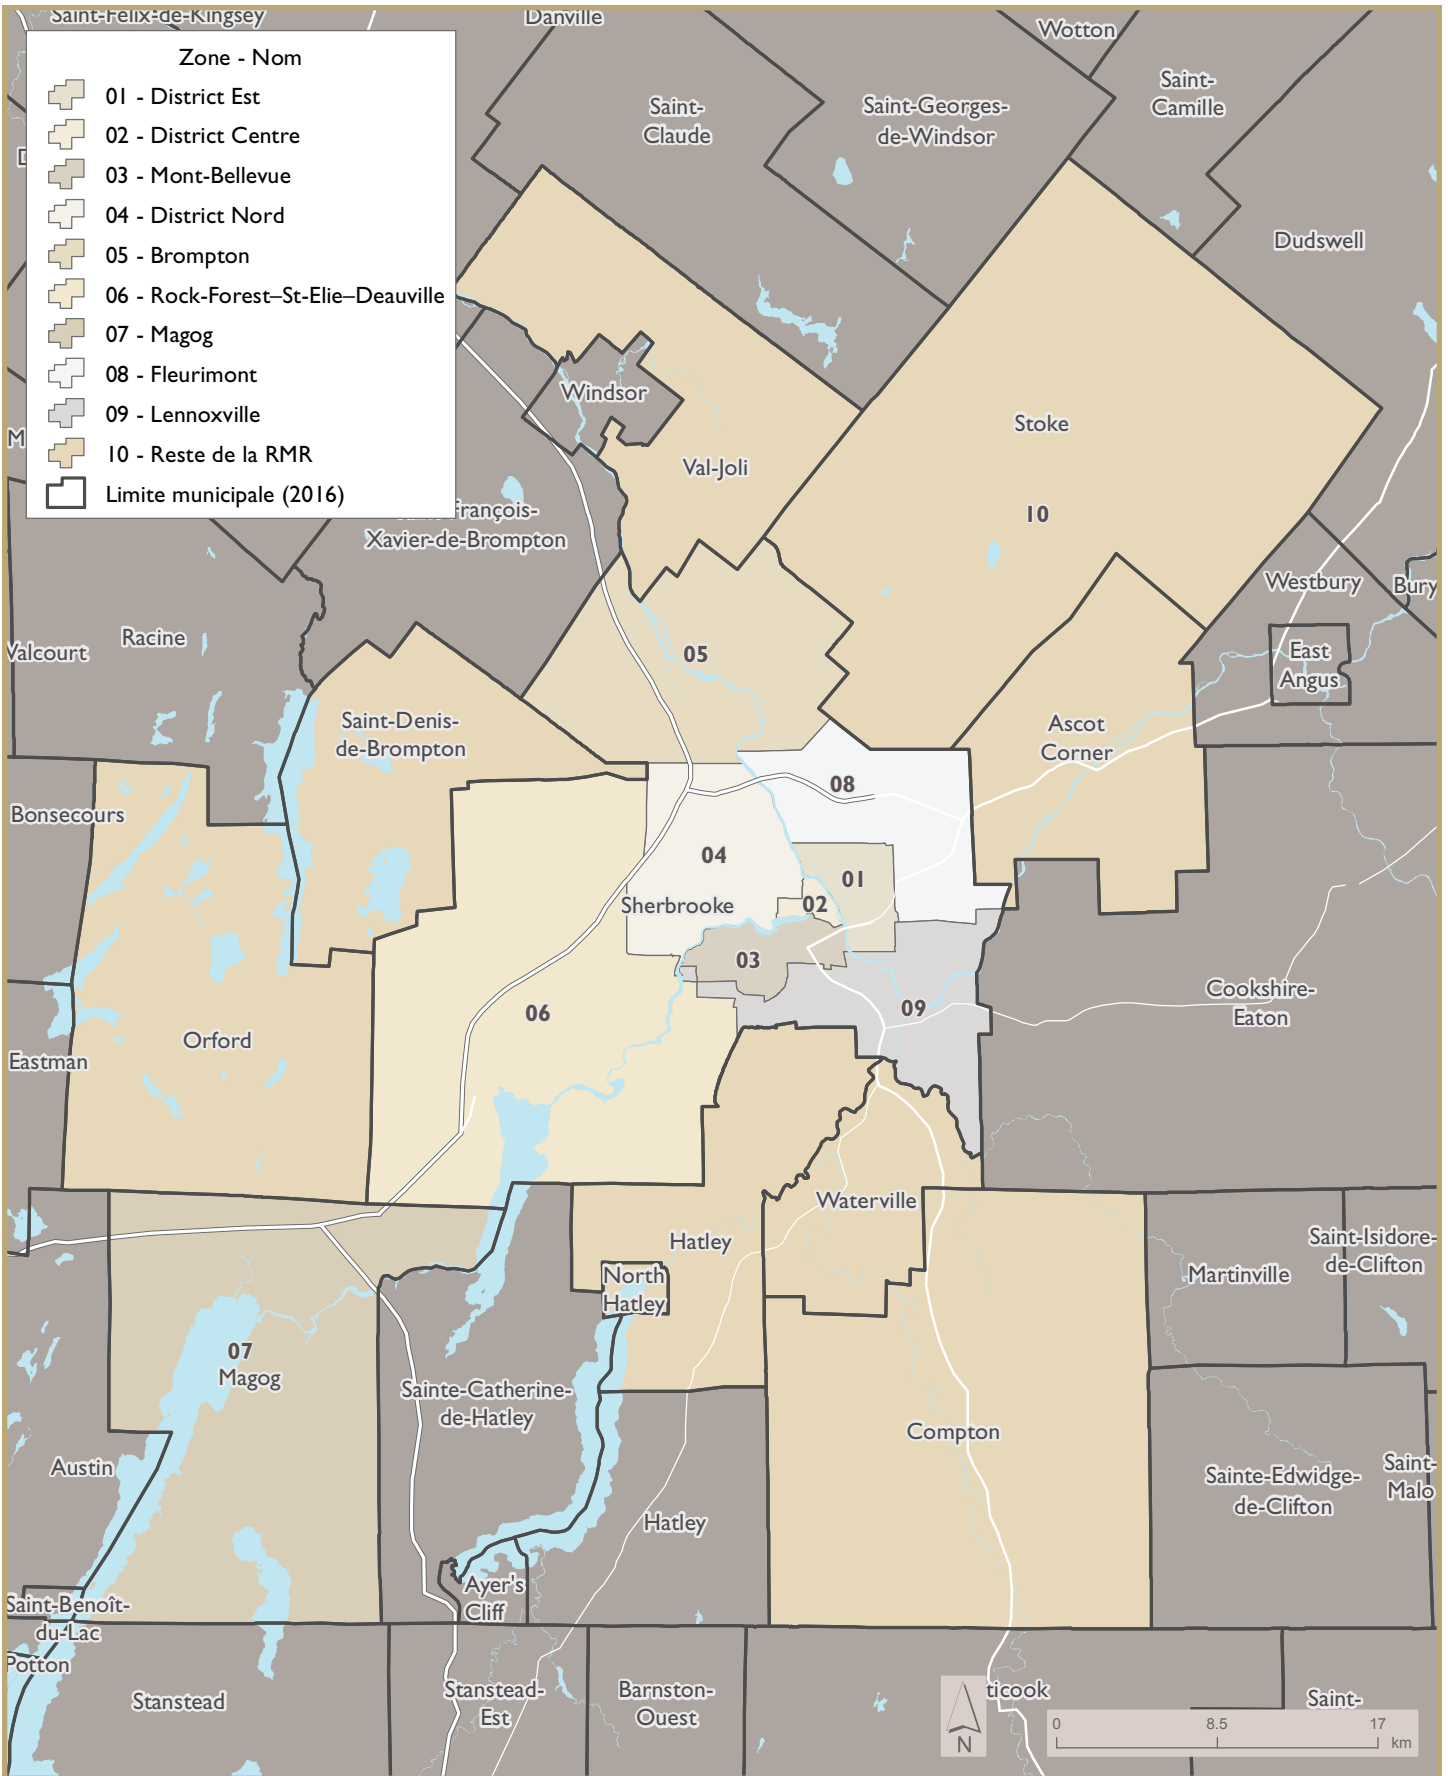 Saint-Félix-de-Kingsey
Danville
Wotton
Zone - Nom
01 - District Est
02 - District Centre
03 - Mont-Bellevue
04 - District Nord
05 - Brompton
06 - Rock-Forest–St-Elie–Deauville
07 - Magog
08 - Fleurimont
09 - Lennoxville
10 - Reste de la RMR
Limite municipale (2016)
Saint-
Claude
Saint-Georges-
de-Windsor
Saint-
Camille
Dudswell
Windsor
Val-Joli
Stoke
10
François-
Xavier-de-Brompton
Westbury
Bury
East
Angus
Valcourt
Racine
05
Saint-Denis-
de-Brompton
Ascot
Corner
08
Bonsecours
04
01
02
Sherbrooke
03
09
06
Cookshire-
Eaton
Orford
Eastman
Waterville
Hatley
North
Hatley
Martinville
Saint-Isidore-
de-Clifton
07
Magog
Sainte-Catherine-
de-Hatley
Compton
Austin
Sainte-Edwidge-
de-Clifton
Saint-
Malo
Hatley
Ayer's
Cliff
Saint-Benoît-
du-Lac
Potton
Stanstead
Stanstead-
Est
Barnston-
Ouest
ticook
Saint-
N
0 8.5 17
km